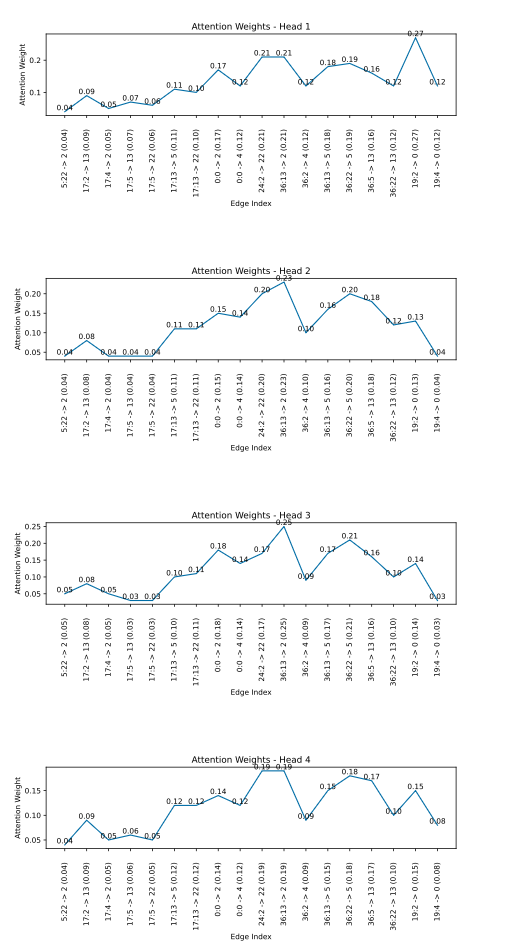 Attention Weights - Head 1
Attention Weight
0.2
0.1
0.04 0.09 0.05 0.07 0.06 0.11 0.10 0.17 0.12 0.21 0.21 0.12 0.18 0.19 0.16 0.12 0.27 0.12
5:22 -> 2 (0.04)
17:2 -> 13 (0.09)
17:4 -> 2 (0.05)
17:5 -> 13 (0.07)
17:5 -> 22 (0.06)
17:13 -> 5 (0.11)
17:13 -> 22 (0.10)
0:0 -> 2 (0.17)
0:0 -> 4 (0.12)
24:2 -> 22 (0.21)
36:13 -> 2 (0.21)
36:2 -> 4 (0.12)
36:13 -> 5 (0.18)
36:22 -> 5 (0.19)
36:5 -> 13 (0.16)
36:22 -> 13 (0.12)
19:2 -> 0 (0.27)
19:4 -> 0 (0.12)
Edge Index
Attention Weights - Head 2
Attention Weight
0.20
0.15
0.10
0.05
0.04 0.08 0.04 0.04 0.04 0.11 0.11 0.15 0.14 0.20 0.23 0.10 0.16 0.20 0.18 0.12 0.13 0.04
5:22 -> 2 (0.04)
17:2 -> 13 (0.08)
17:4 -> 2 (0.04)
17:5 -> 13 (0.04)
17:5 -> 22 (0.04)
17:13 -> 5 (0.11)
17:13 -> 22 (0.11)
0:0 -> 2 (0.15)
0:0 -> 4 (0.14)
24:2 -> 22 (0.20)
36:13 -> 2 (0.23)
36:2 -> 4 (0.10)
36:13 -> 5 (0.16)
36:22 -> 5 (0.20)
36:5 -> 13 (0.18)
36:22 -> 13 (0.12)
19:2 -> 0 (0.13)
19:4 -> 0 (0.04)
Edge Index
Attention Weights - Head 3
Attention Weight
0.25
0.20
0.15
0.10
0.05
0.05 0.08 0.05 0.03 0.03 0.10 0.11 0.18 0.14 0.17 0.25 0.09 0.17 0.21 0.16 0.10 0.14 0.03
5:22 -> 2 (0.05)
17:2 -> 13 (0.08)
17:4 -> 2 (0.05)
17:5 -> 13 (0.03)
17:5 -> 22 (0.03)
17:13 -> 5 (0.10)
17:13 -> 22 (0.11)
0:0 -> 2 (0.18)
0:0 -> 4 (0.14)
24:2 -> 22 (0.17)
36:13 -> 2 (0.25)
36:2 -> 4 (0.09)
36:13 -> 5 (0.17)
36:22 -> 5 (0.21)
36:5 -> 13 (0.16)
36:22 -> 13 (0.10)
19:2 -> 0 (0.14)
19:4 -> 0 (0.03)
Edge Index
Attention Weights - Head 4
Attention Weight
0.15
0.10
0.05
0.04 0.09 0.05 0.06 0.05 0.12 0.12 0.14 0.12 0.19 0.19 0.09 0.15 0.18 0.17 0.10 0.15 0.08
5:22 -> 2 (0.04)
17:2 -> 13 (0.09)
17:4 -> 2 (0.05)
17:5 -> 13 (0.06)
17:5 -> 22 (0.05)
17:13 -> 5 (0.12)
17:13 -> 22 (0.12)
0:0 -> 2 (0.14)
0:0 -> 4 (0.12)
24:2 -> 22 (0.19)
36:13 -> 2 (0.19)
36:2 -> 4 (0.09)
36:13 -> 5 (0.15)
36:22 -> 5 (0.18)
36:5 -> 13 (0.17)
36:22 -> 13 (0.10)
19:2 -> 0 (0.15)
19:4 -> 0 (0.08)
Edge Index